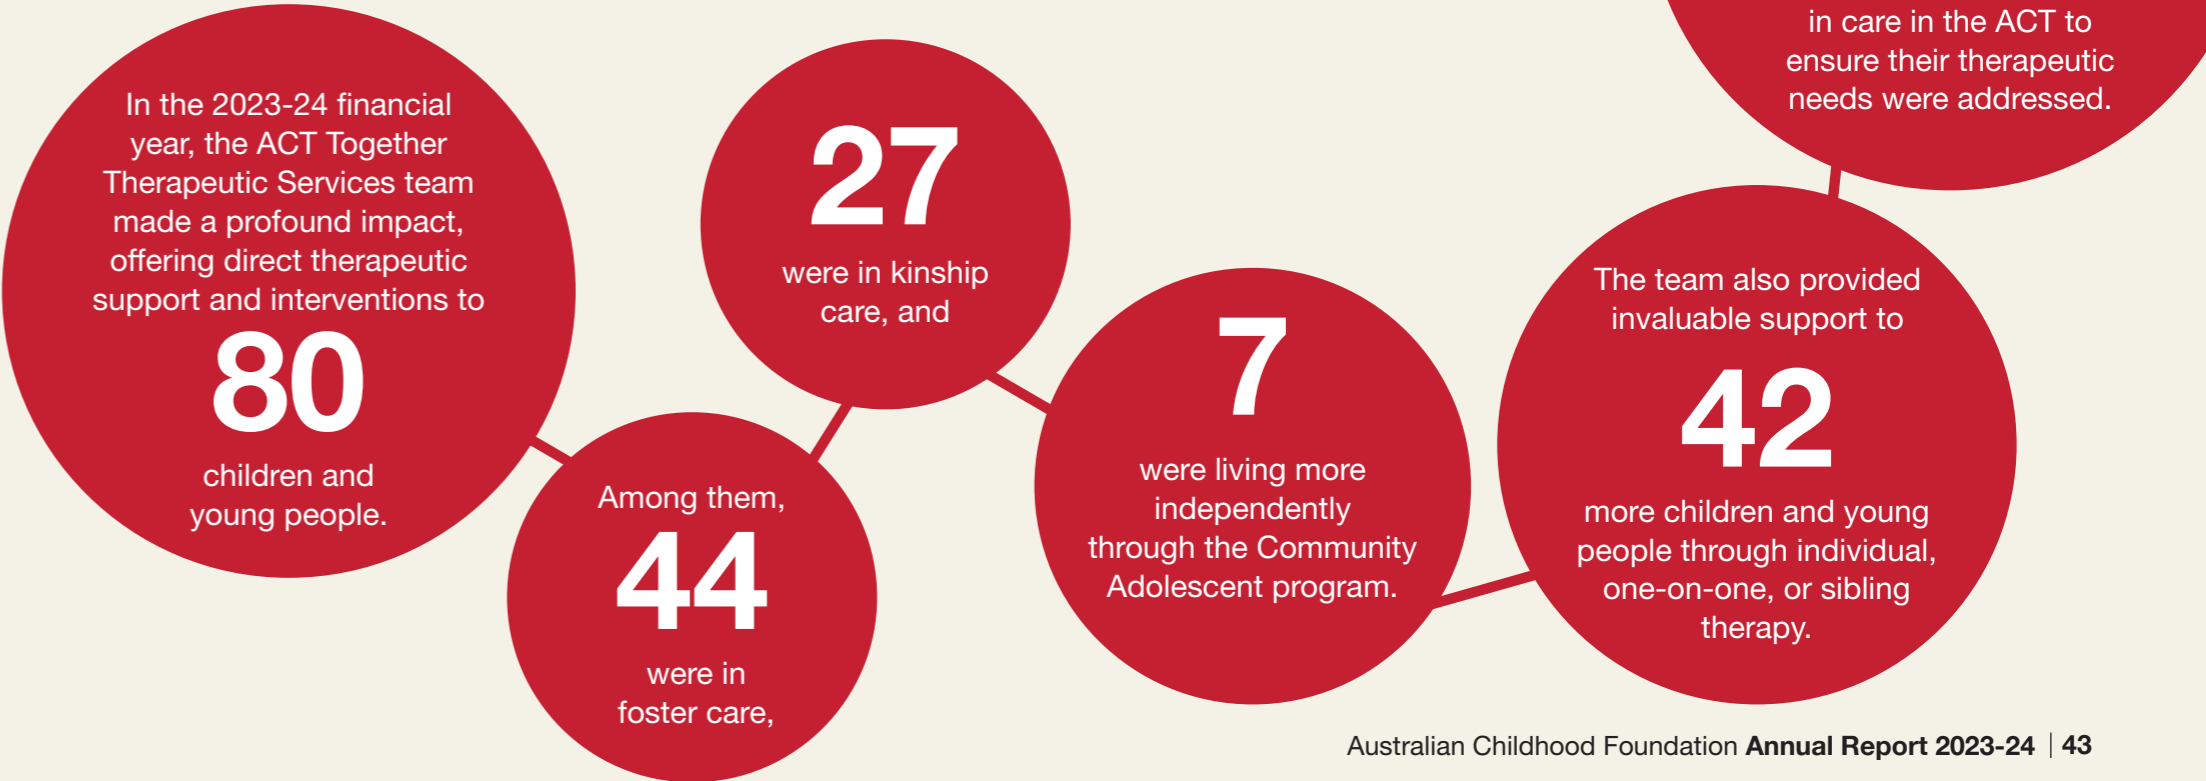 In the 2023-24 financial
year, the ACT Together
Therapeutic Services team
made a profound impact,
offering direct therapeutic
support and interventions to
80
children and
young people.
Among them,
44
were in
foster care,
27
were in kinship
care, and
7
were living more
independently
through the Community
Adolescent program.
The team also provided
invaluable support to
42
more children and young
people through individual,
one-on-one, or sibling
therapy.
in care in the ACT to
ensure their therapeutic
needs were addressed.
Australian Childhood Foundation Annual Report 2023-24 | 43